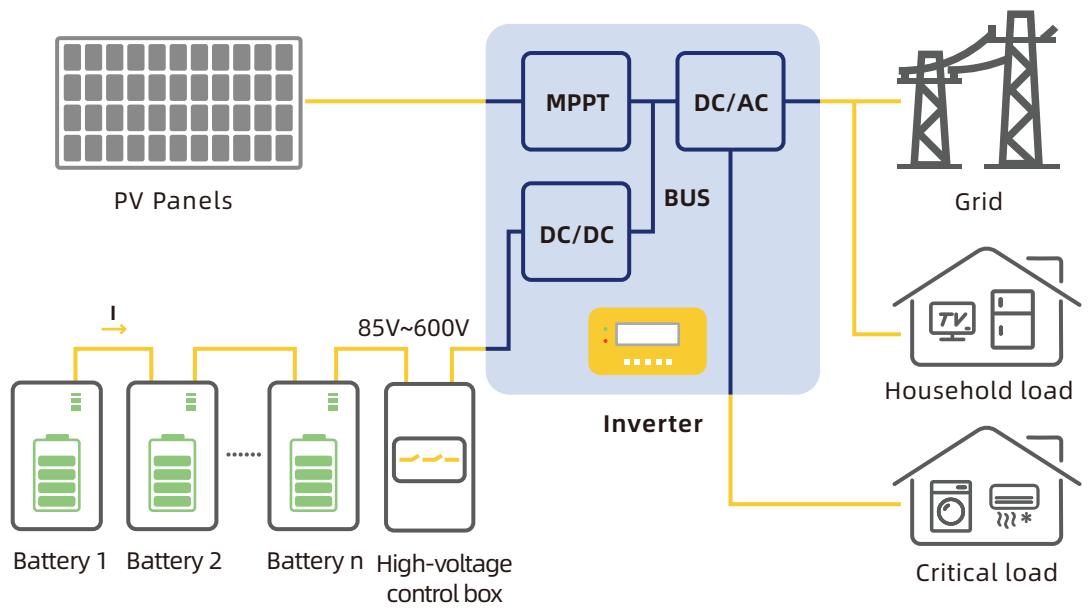 PV Panels
MPPT
DC/AC
BUS
DC/DC
Grid
I
85V~600V
TV
Household load
Inverter
Battery 1
Battery 2
Battery n
High-voltage
control box
Critical load